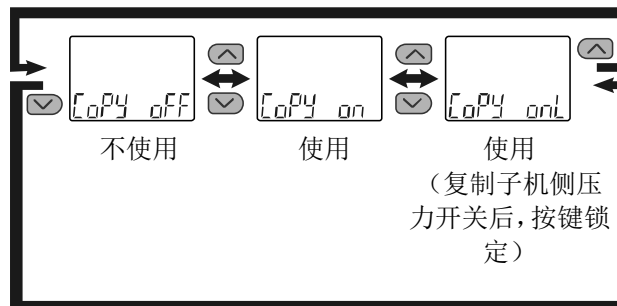 CoPY oFF
CoPY on
CoPY onL
不使用
使用
使用
（复制子机侧压
力开关后，按键锁
定）